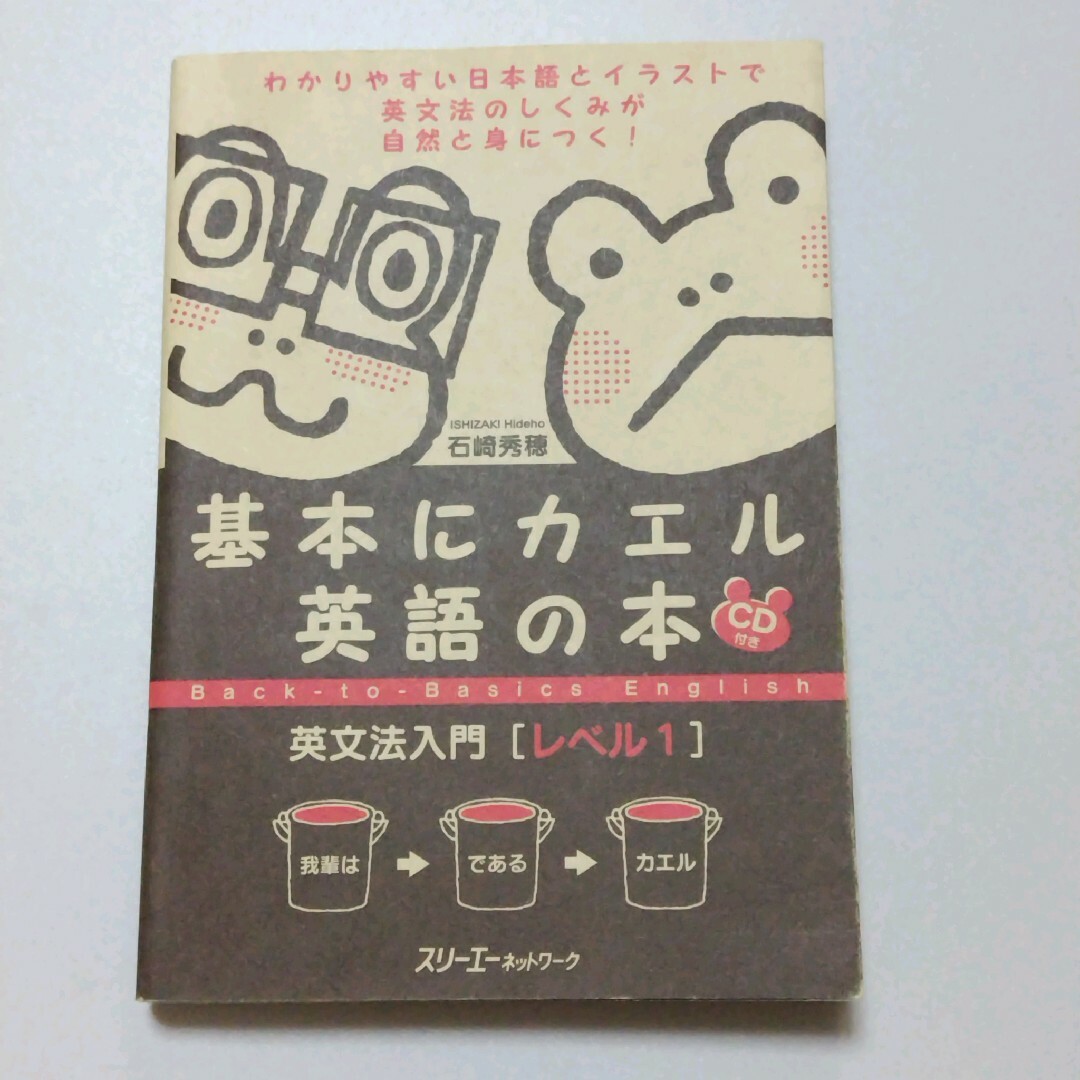 わかりやすい日本語とイラストで
英文法のしくみが
自然と身につく!
ISHIZAKI Hideho
石崎秀穂
基本にカエル
英語の本
CD
付き
Back-to-Basics English
英文法入門［レベル1］
我輩は → である → カエル
スリーエーネットワーク